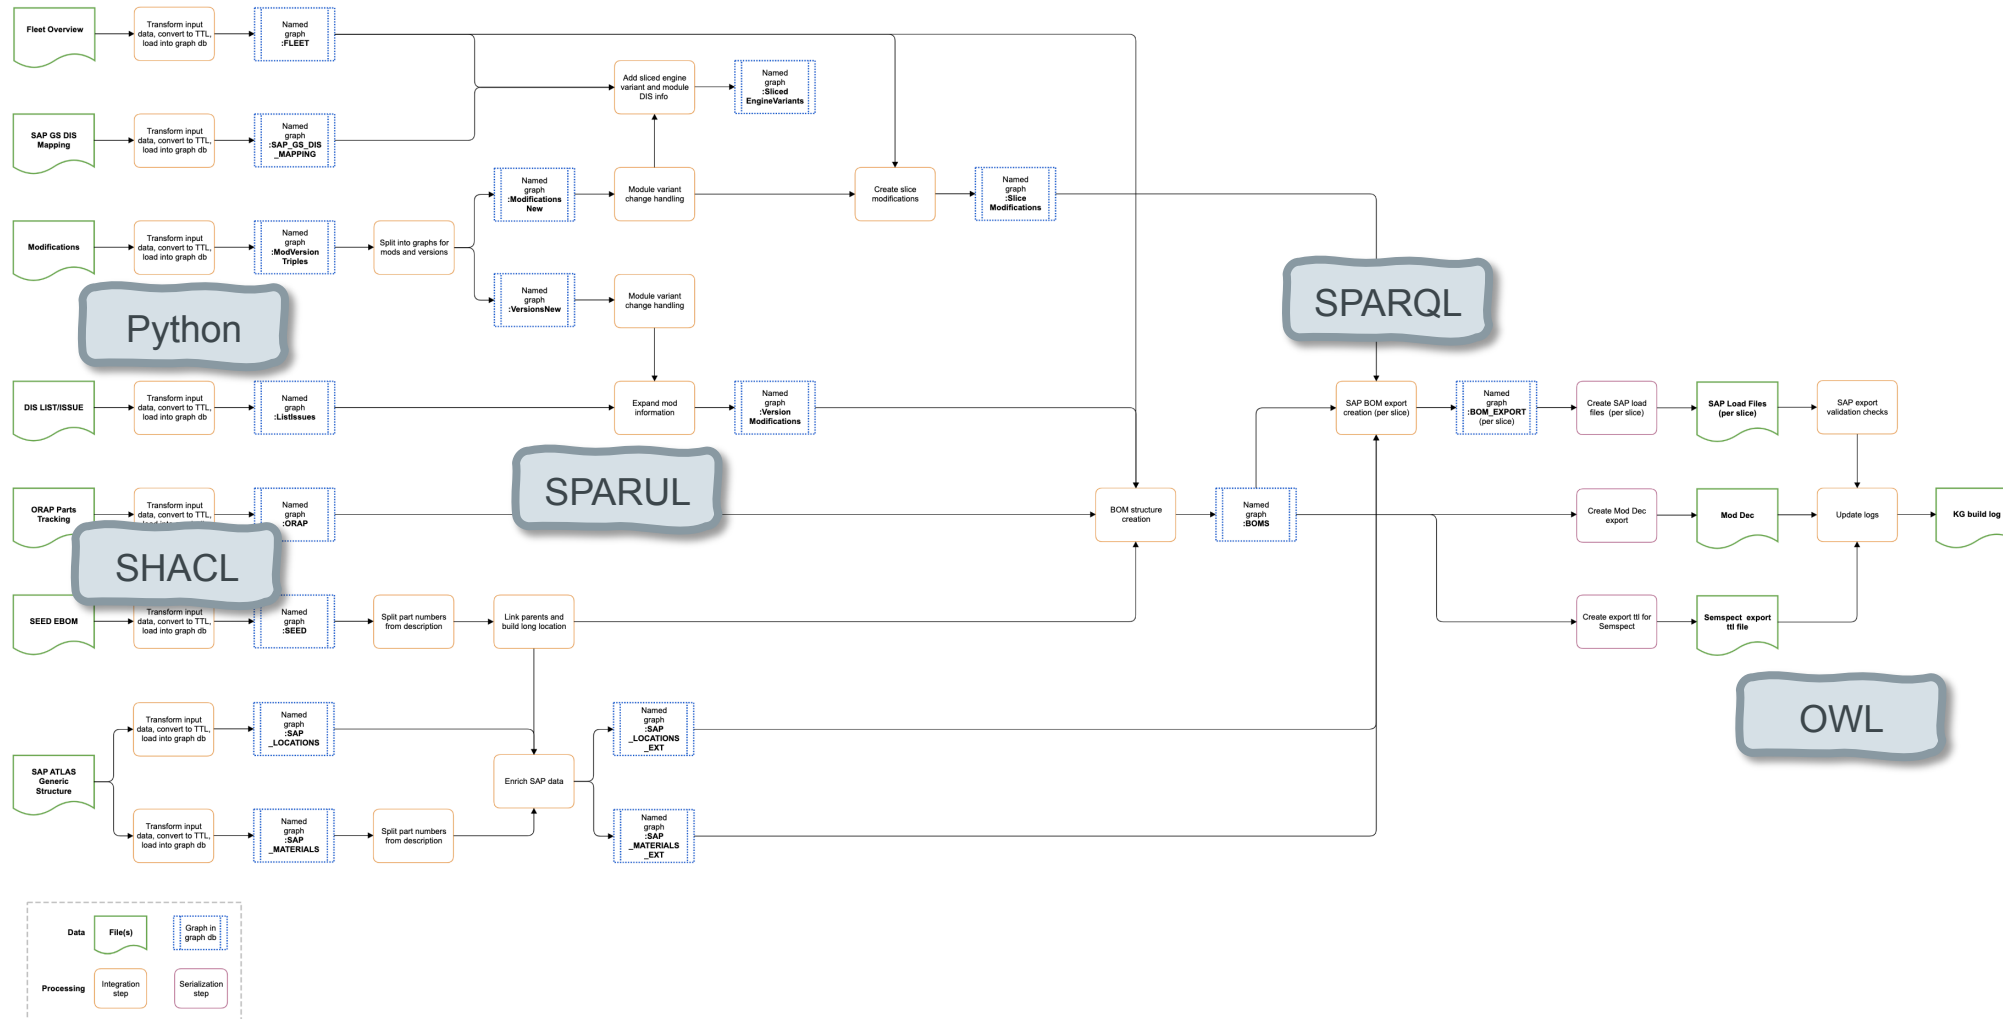 Fleet Overview
Transform input
data, convert to TTL,
load into graph db
Named
graph
:FLEET
Add sliced engine
variant and module
DIS info
Named
graph
:Sliced
EngineVariants
SAP GS DIS
Mapping
Transform input
data, convert to TTL,
load into graph db
Named
graph
:SAP_GS_DIS
_MAPPING
Named
graph
:Modifications
New
Module variant
change handling
Create slice
modifications
Named
graph
:Slice
Modifications
Modifications
Transform input
data, convert to TTL,
load into graph db
Named
graph
:ModVersion
Triples
Split into graphs for
mods and versions
Named
graph
:VersionsNew
Module variant
change handling
Python
SPARQL
DIS LIST/ISSUE
Transform input
data, convert to TTL,
load into graph db
Named
graph
:ListIssues
Expand mod
information
Named
graph
:Version
Modifications
SAP BOM export
creation (per slice)
Named
graph
:BOM_EXPORT
(per slice)
Create SAP load
files (per slice)
SAP Load Files
(per slice)
SAP export
validation checks
SPARUL
ORAP Parts
Tracking
Transform input
data, convert to TTL,
Named
graph
:ORAP
BOM structure
creation
Named
graph
:BOMS
Create Mod Dec
export
Mod Dec
Update logs
KG build log
SHACL
SEED EBOM
Transform input
data, convert to TTL,
load into graph db
Named
graph
:SEED
Split part numbers
from description
Link parents and
build long location
Create export ttl for
Semspect
Semspect export
ttl file
OWL
SAP ATLAS
Generic
Structure
Transform input
data, convert to TTL,
load into graph db
Named
graph
:SAP
_LOCATIONS
Enrich SAP data
Named
graph
:SAP
_LOCATIONS
_EXT
Transform input
data, convert to TTL,
load into graph db
Named
graph
:SAP
_MATERIALS
Split part numbers
from description
Named
graph
:SAP
_MATERIALS
_EXT
Data
File(s)
Graph in
graph db
Processing
Integration
step
Serialization
step